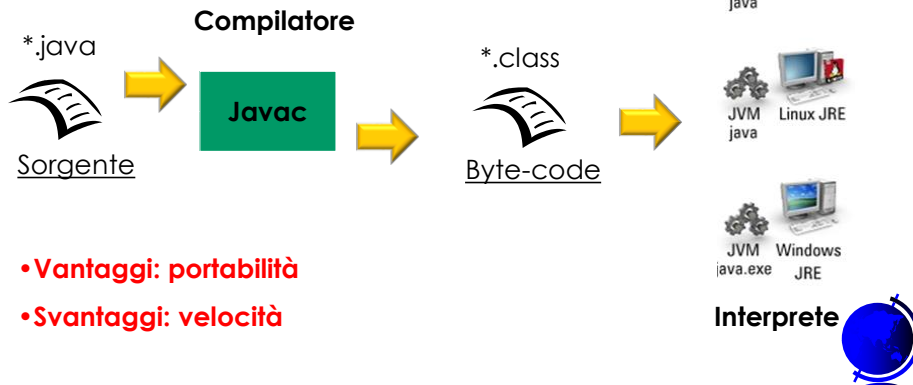 java
Compilatore
*.java
*.class
Javac
JVM
java
Linux JRE
Sorgente
Byte-code
JVM
java.exe
Windows
JRE
•Vantaggi: portabilità
•Svantaggi: velocità
Interprete